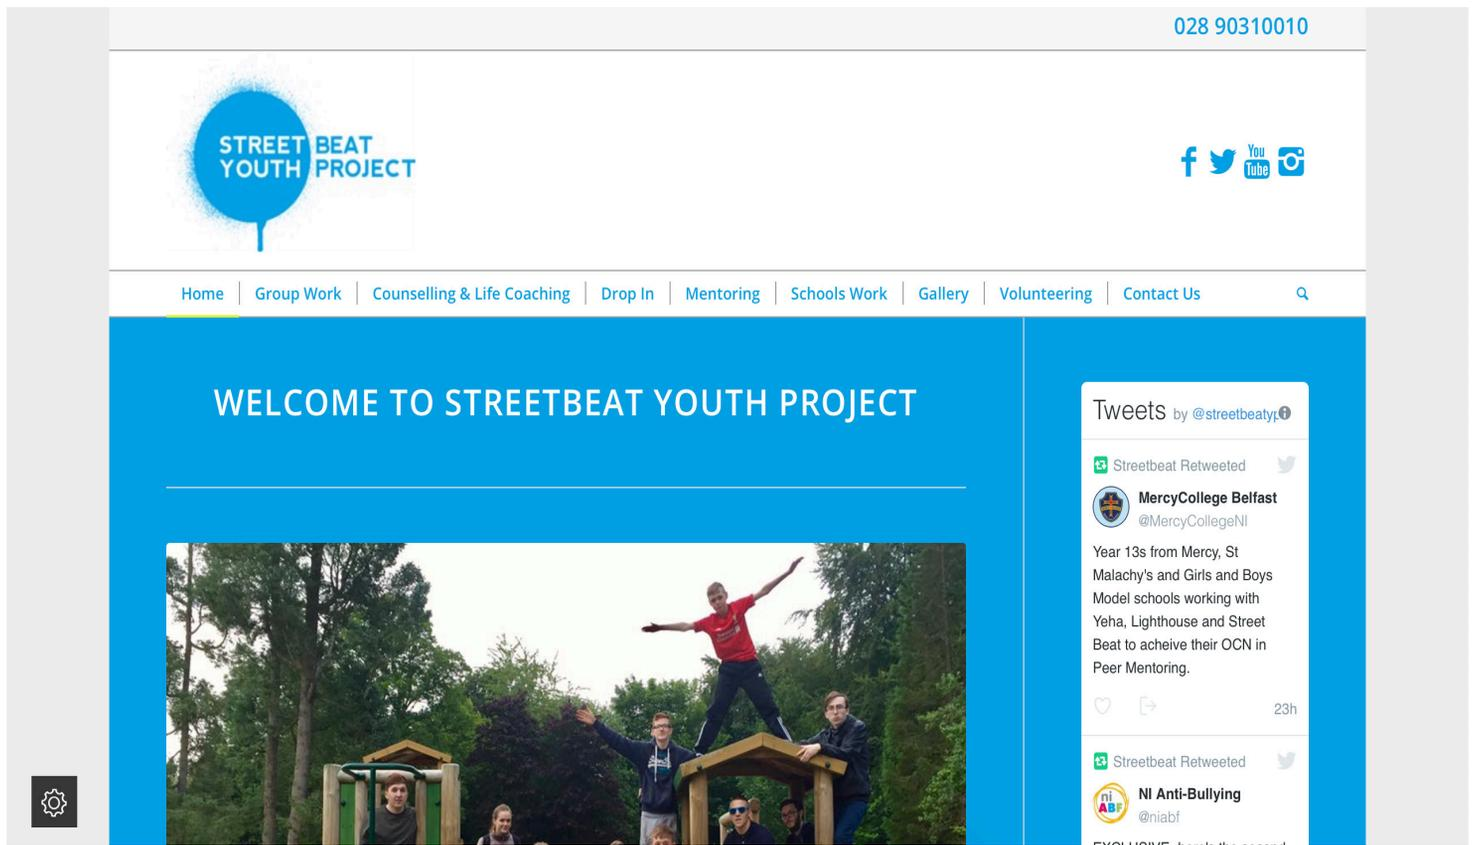 028 90310010
STREET BEAT
YOUTH PROJECT
You
Tube
Home
Group Work
Counselling & Life Coaching
Drop In
Mentoring
Schools Work
Gallery
Volunteering
Contact Us
WELCOME TO STREETBEAT YOUTH PROJECT
Tweets by @streetbeatyp
Streetbeat Retweeted
MercyCollege Belfast
@MercyCollegeNI
Year 13s from Mercy, St
Malachy's and Girls and Boys
Model schools working with
Yeha, Lighthouse and Street
Beat to acheive their OCN in
Peer Mentoring.
23h
Streetbeat Retweeted
ni
ABF
NI Anti-Bullying
@niabf